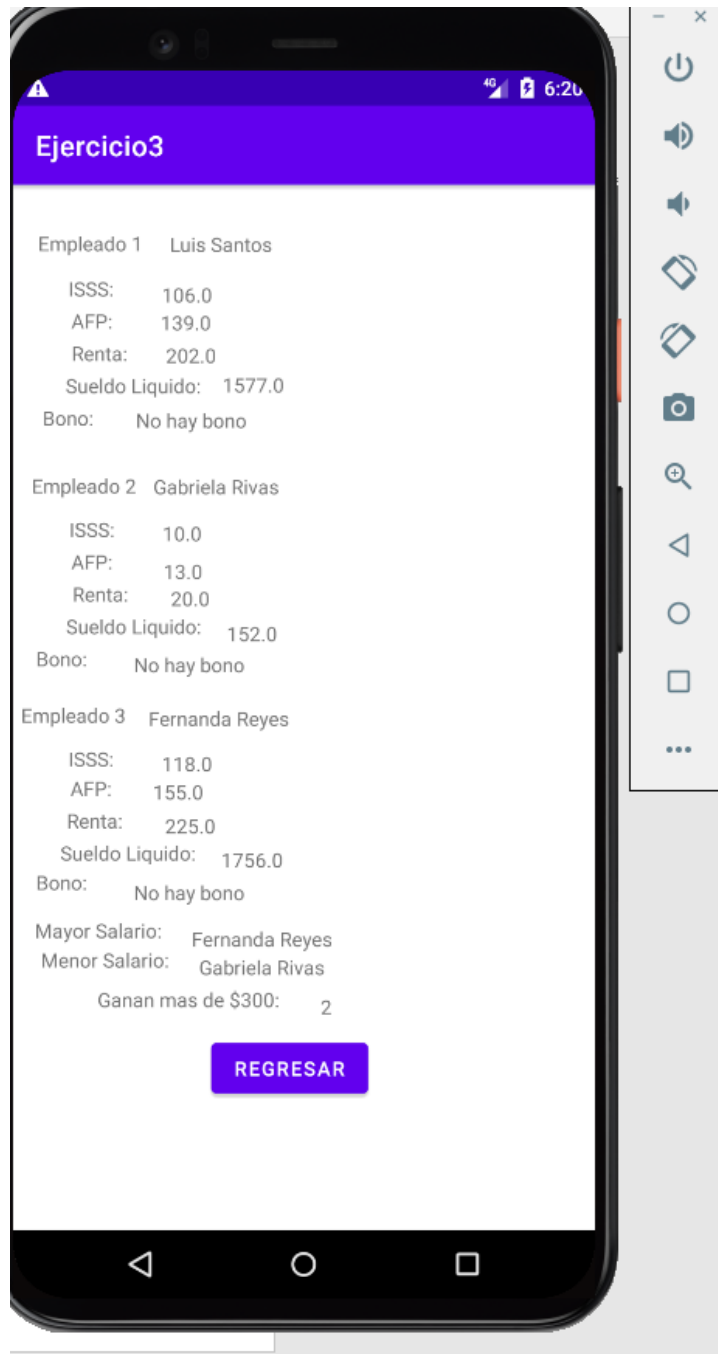 4G 6:20
Ejercicio3
Empleado 1 Luis Santos
ISSS: 106.0
AFP: 139.0
Renta: 202.0
Sueldo Liquido: 1577.0
Bono: No hay bono
Empleado 2 Gabriela Rivas
ISSS: 10.0
AFP: 13.0
Renta: 20.0
Sueldo Liquido: 152.0
Bono: No hay bono
Empleado 3 Fernanda Reyes
ISSS: 118.0
AFP: 155.0
Renta: 225.0
Sueldo Liquido: 1756.0
Bono: No hay bono
Mayor Salario: Fernanda Reyes
Menor Salario: Gabriela Rivas
Ganan mas de $300: 2
REGRESAR